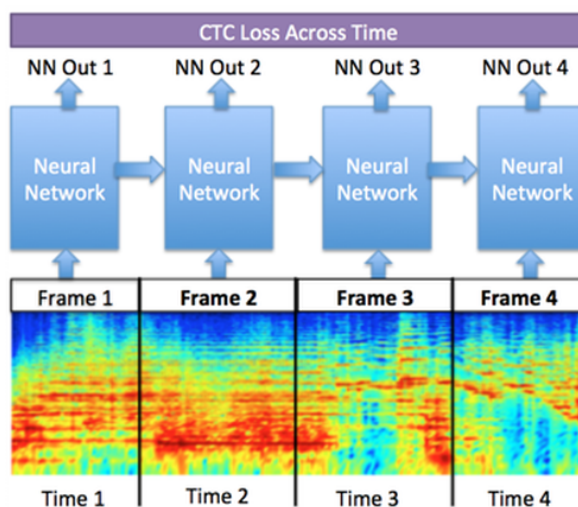 CTC Loss Across Time
NN Out 1 NN Out 2 NN Out 3 NN Out 4
Neural Network Neural Network Neural Network Neural Network
Frame 1 Frame 2 Frame 3 Frame 4
Time 1 Time 2 Time 3 Time 4